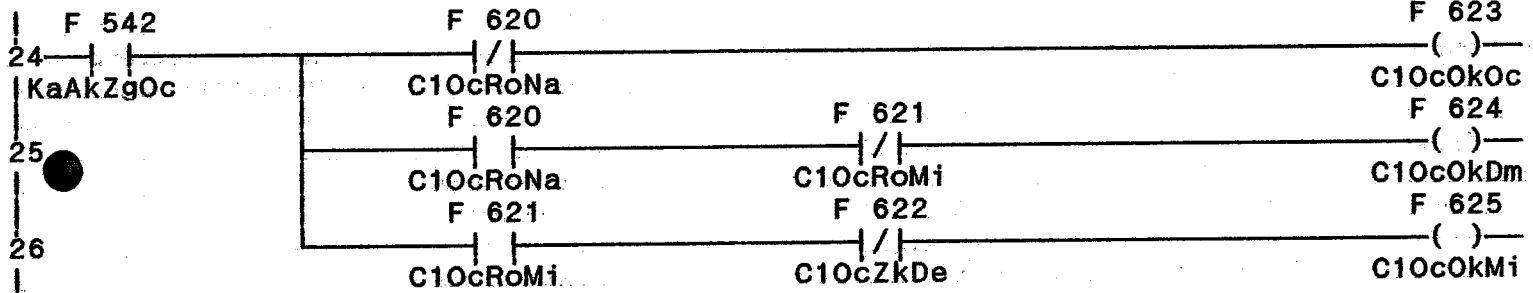 F 542 F 620 F 623
24
KaAkZgOc C1OcRoNa C1OcOkOc
F 620 F 621 F 624
25
C1OcRoNa C1OcRoMi C1OcOkDm
F 621 F 622 F 625
26
C1OcRoMi C1OcZkDe C1OcOkMi